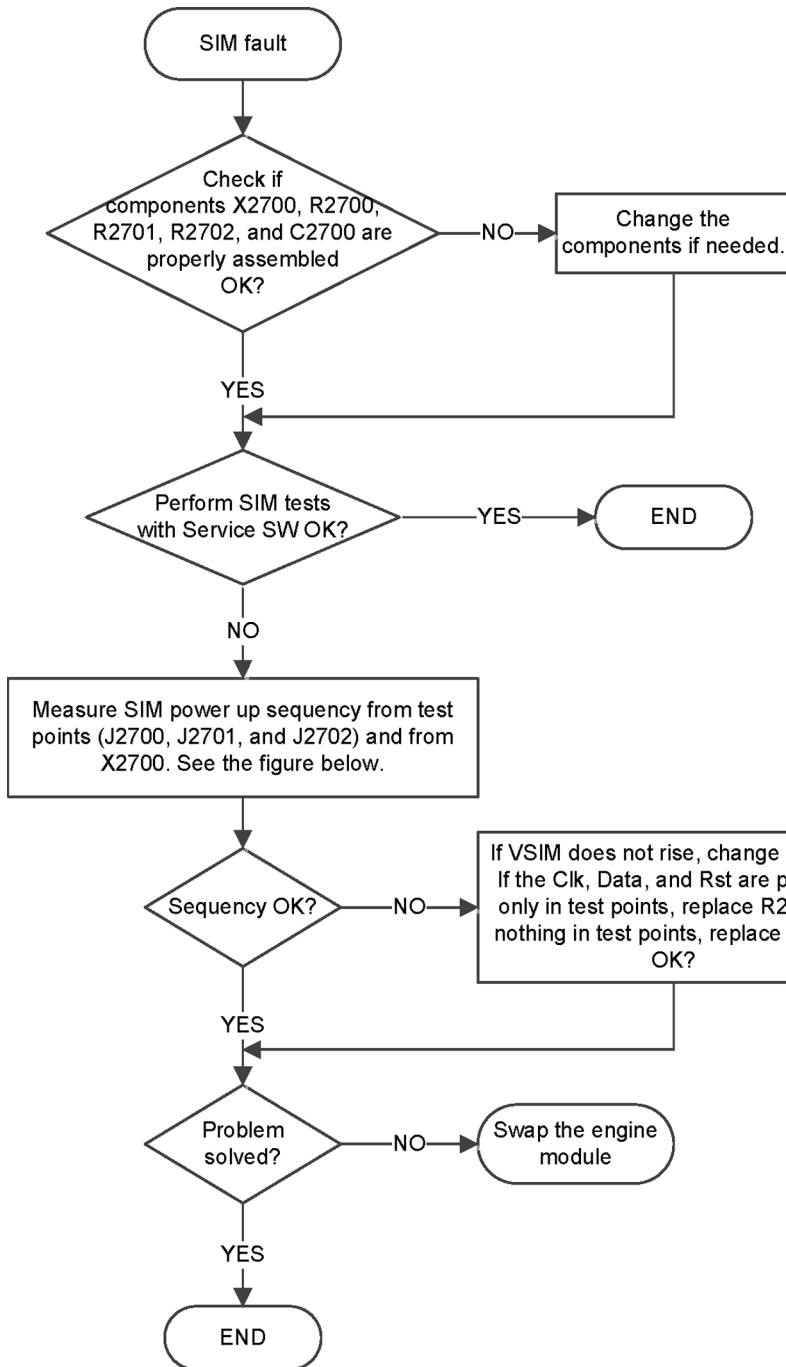 SIM fault
Check if
components X2700, R2700,
R2701, R2702, and C2700 are
properly assembled
OK?
NO
Change the
components if needed.
YES
Perform SIM tests
with Service SW OK?
YES
END
NO
Measure SIM power up sequency from test
points (J2700, J2701, and J2702) and from
X2700. See the figure below.
Sequency OK?
NO
If VSIM does not rise, change
If the Clk, Data, and Rst are
only in test points, replace
nothing in test points, replace
OK?
YES
Problem
solved?
NO
Swap the engine
module
YES
END